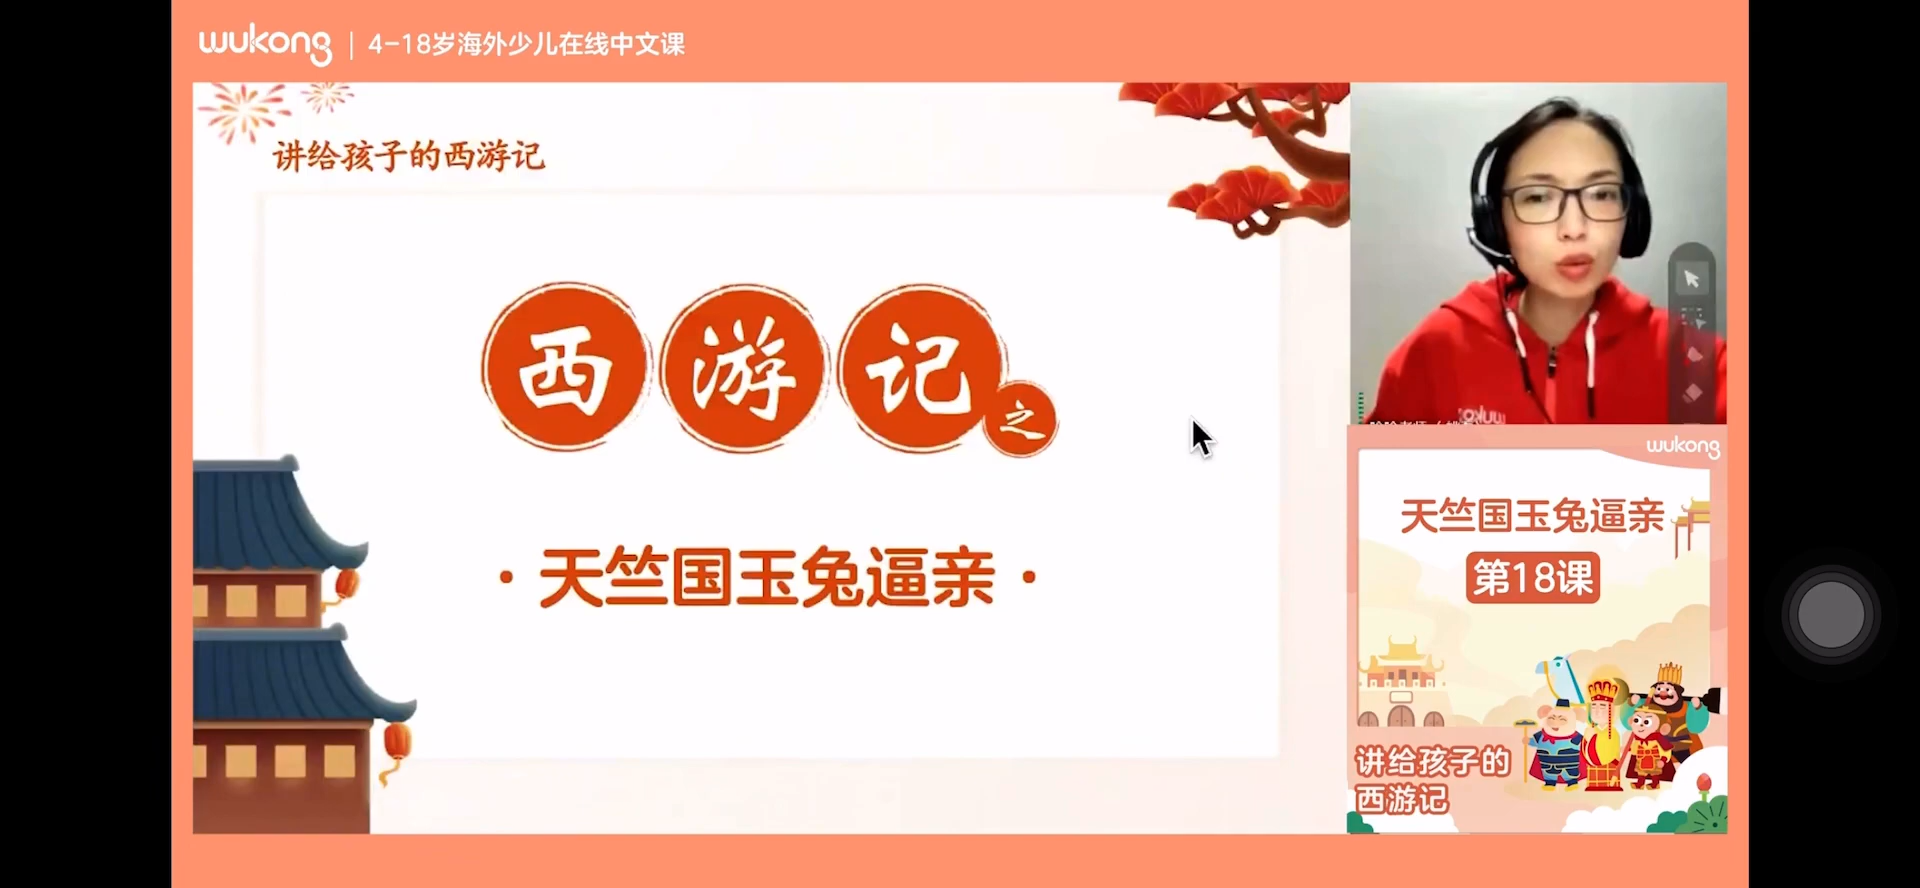 wukong | 4-18岁海外少儿在线中文课
讲给孩子的西游记
西游记之
·天竺国玉兔逼亲·
wukong
天竺国玉兔逼亲
第18课
讲给孩子的
西游记